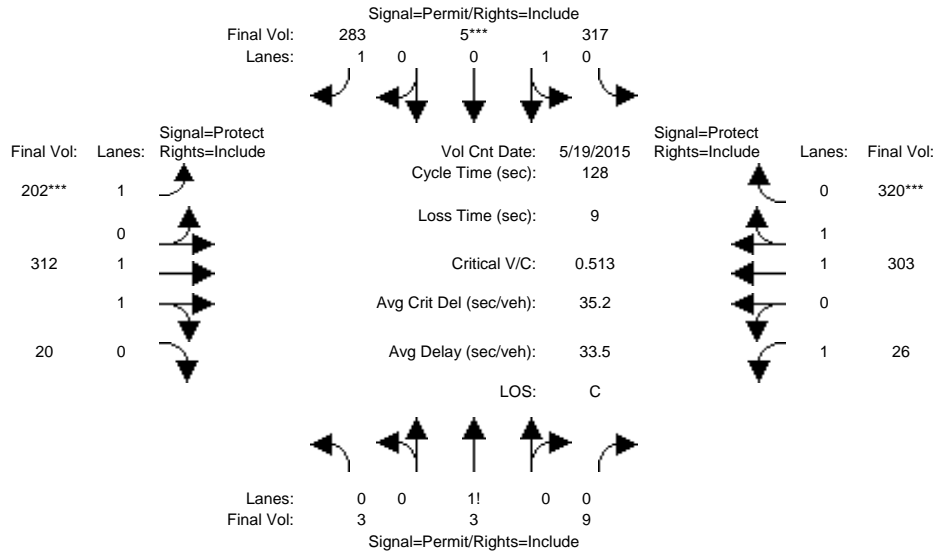 Signal=Permit/Rights=Include
Final Vol: 283 5*** 317
Lanes: 1 0 0 1 0
Signal=Protect Signal=Protect
Final Vol: Lanes: Rights=Include Vol Cnt Date: 5/19/2015 Rights=Include Lanes: Final Vol:
Cycle Time (sec): 128
202*** 1 0 320***
Loss Time (sec): 9
0 1
312 1 Critical V/C: 0.513 1 303
1 Avg Crit Del (sec/veh): 35.2 0
20 0 Avg Delay (sec/veh): 33.5 1 26
LOS: C
Lanes: 0 0 1! 0 0
Final Vol: 3 3 9
Signal=Permit/Rights=Include